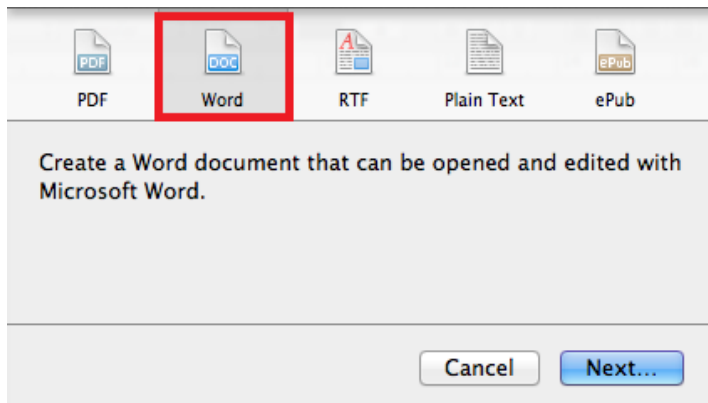 PDF DOC A ePub
PDF Word RTF Plain Text ePub
Create a Word document that can be opened and edited with
Microsoft Word.
Cancel Next...